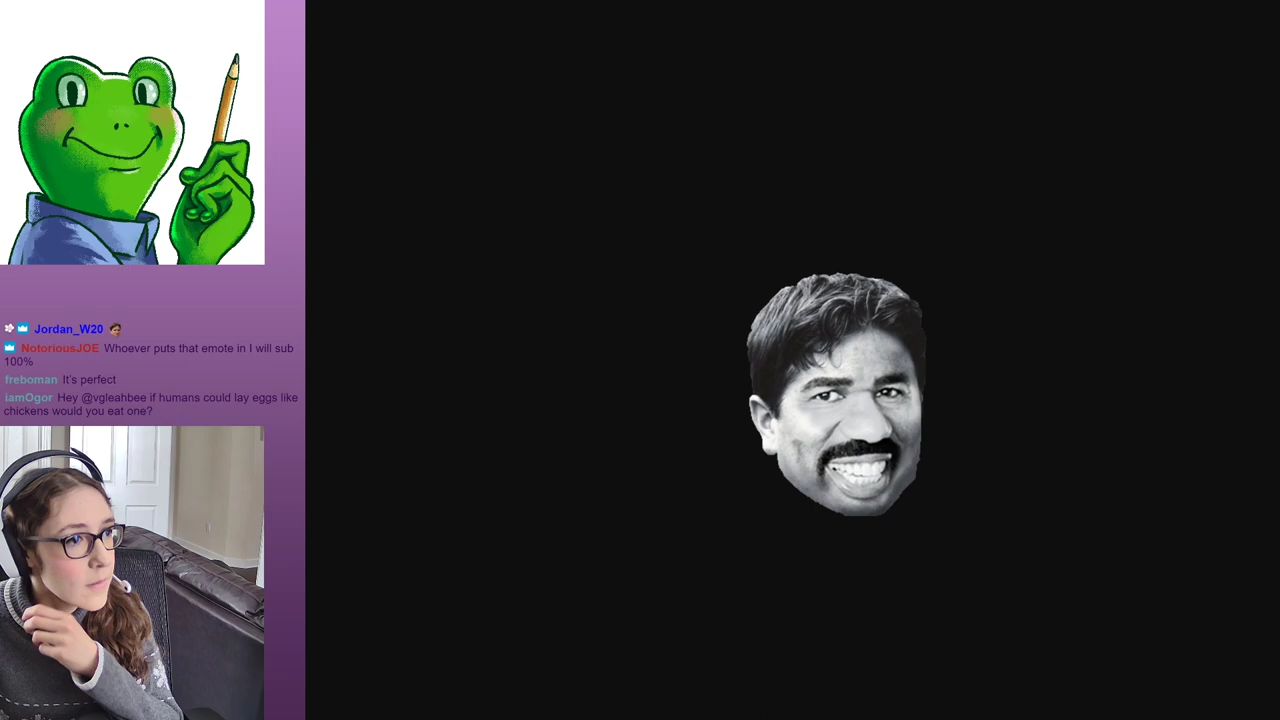 Jordan_W20
NotoriousJOE Whoever puts that emote in I will sub
100%
freboman It's perfect
iamOgor Hey @vgleahbee if humans could lay eggs like
chickens would you eat one?